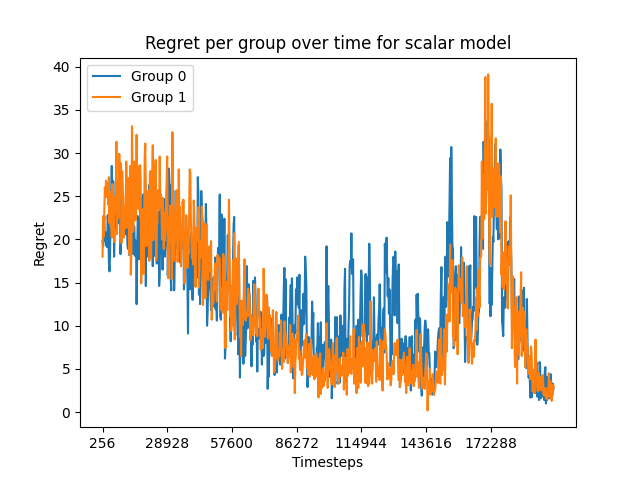 Regret per group over time for scalar model
Group 0
Group 1
Regret
40
35
30
25
20
15
10
5
0
256 28928 57600 86272 114944 143616 172288
Timesteps